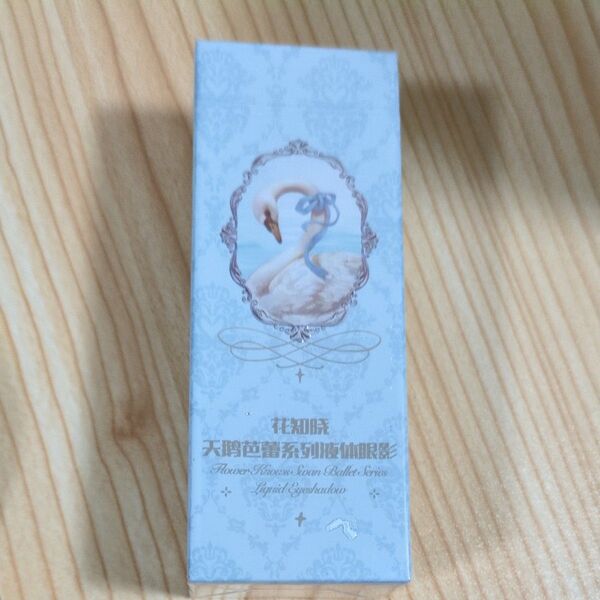 花知晓
天鹅芭蕾系列液体眼影
Flower Knows Swan Ballet Series
Liquid Eyeshadow